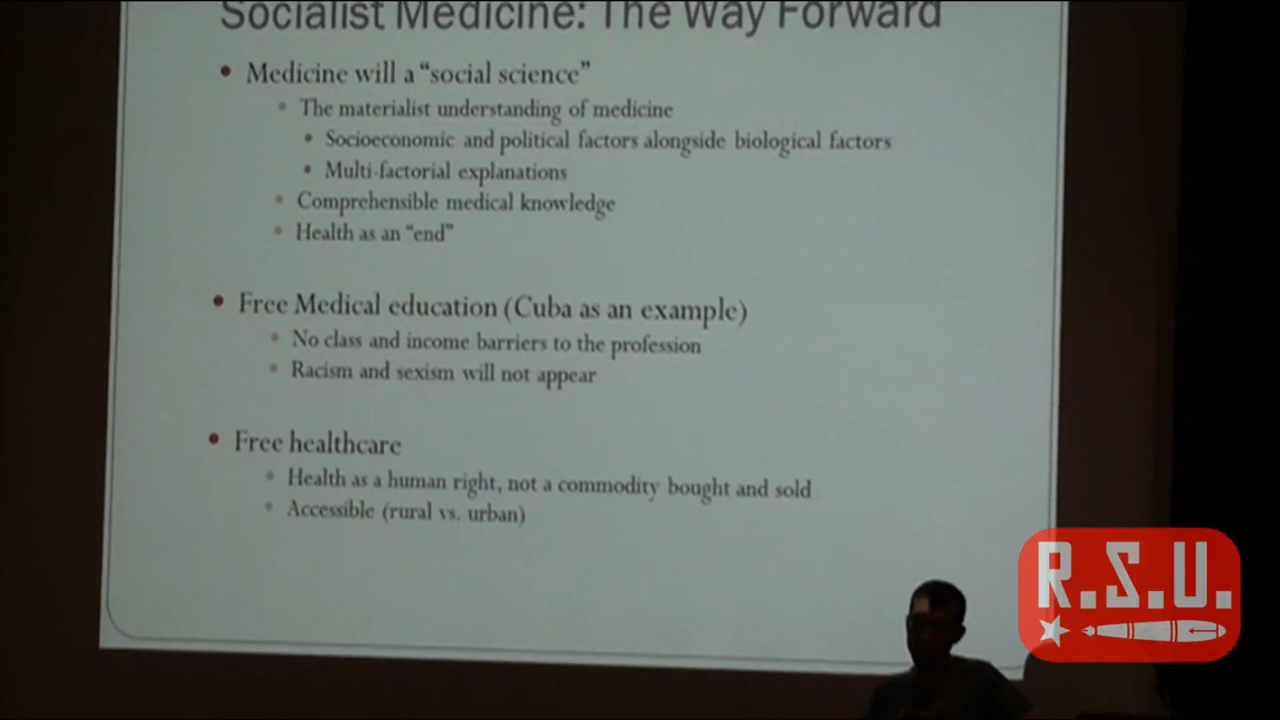 Socialist Medicine: The Way Forward
• Medicine will a “social science”
• The materialist understanding of medicine
• Socioeconomic and political factors alongside biological factors
• Multi-factorial explanations
• Comprehensible medical knowledge
• Health as an “end”
• Free Medical education (Cuba as an example)
• No class and income barriers to the profession
• Racism and sexism will not appear
• Free healthcare
• Health as a human right, not a commodity bought and sold
• Accessible (rural vs. urban)
R.S.U.